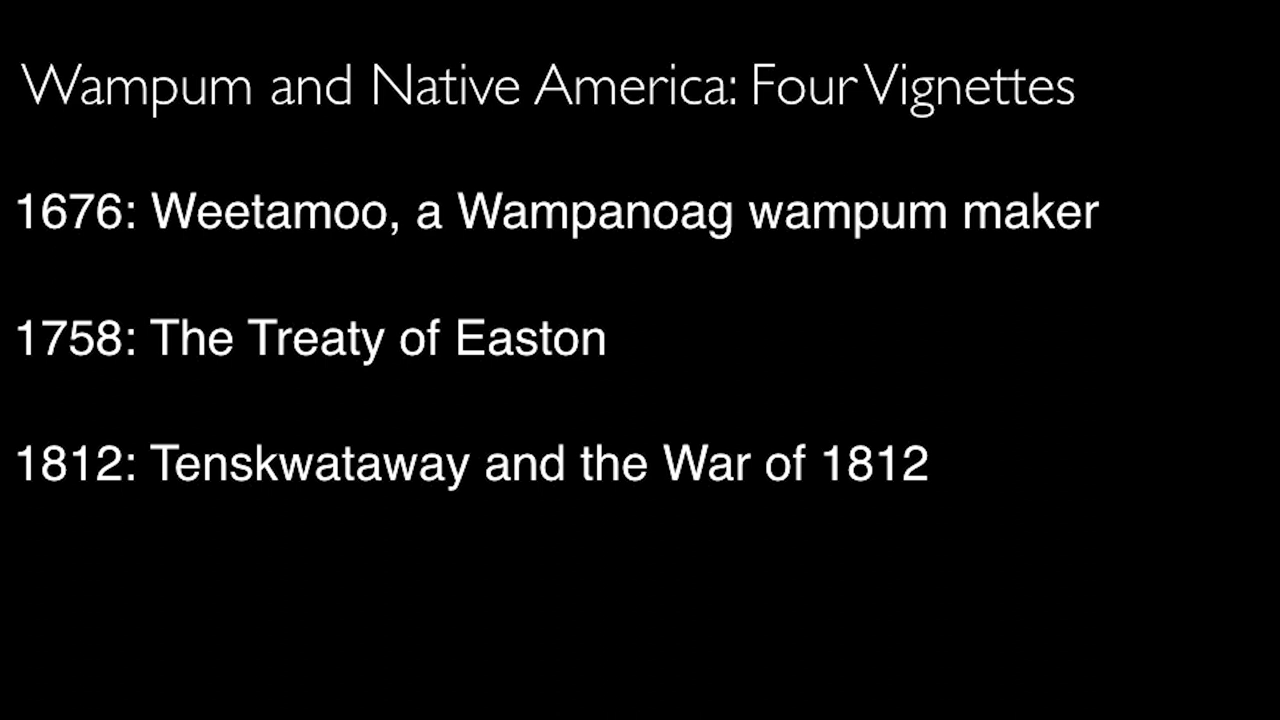 Wampum and Native America: Four Vignettes
1676: Weetamoo, a Wampanoag wampum maker
1758: The Treaty of Easton
1812: Tenskwataway and the War of 1812